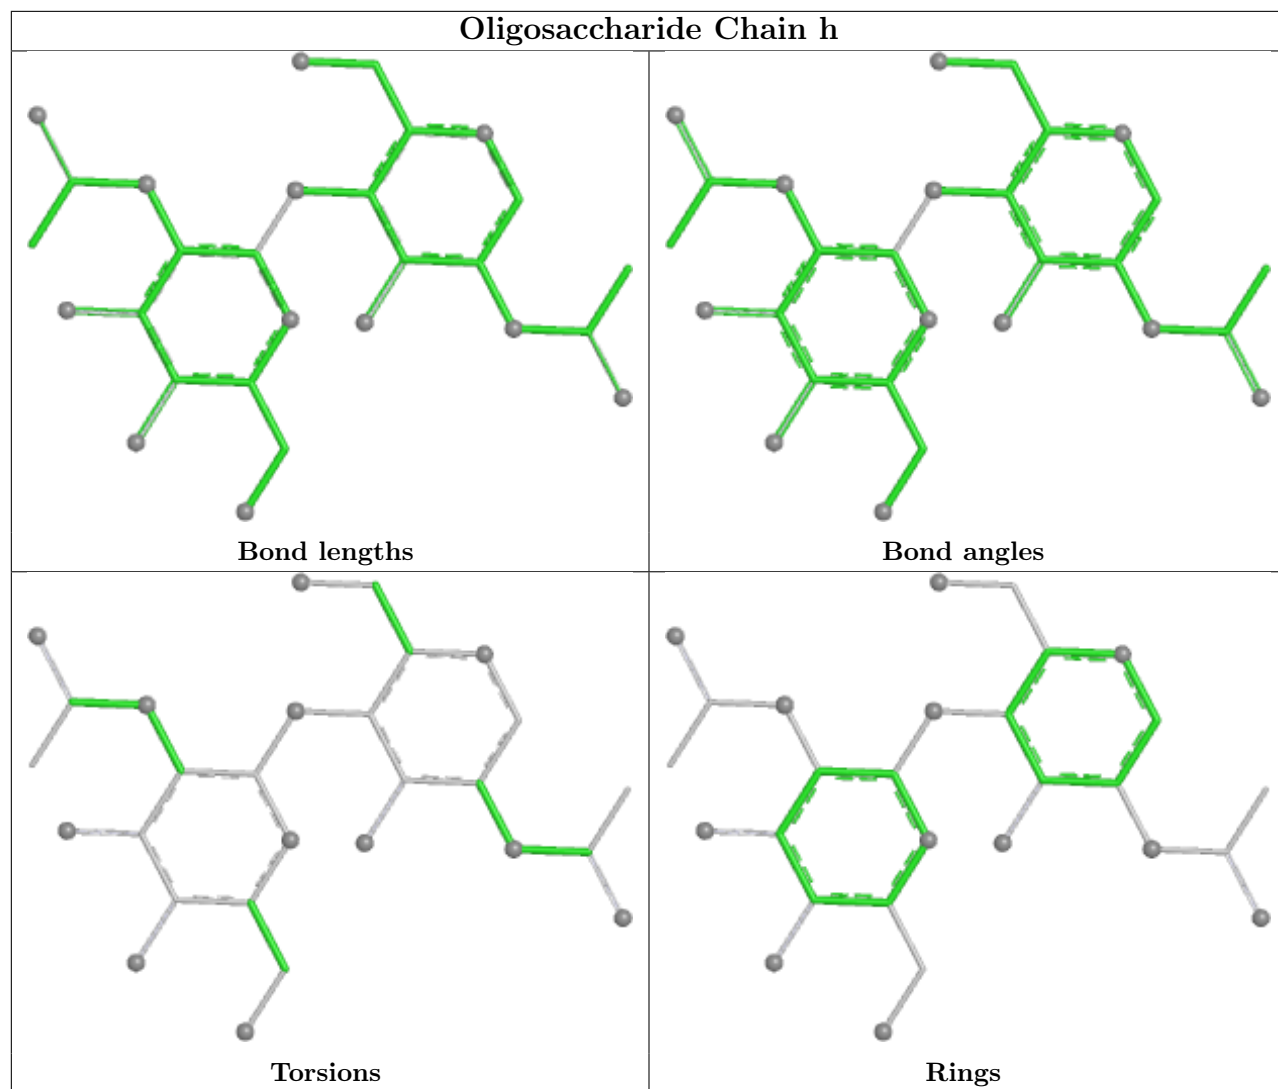 Oligosaccharide Chain h
Bond lengths
Bond angles
Torsions
Rings